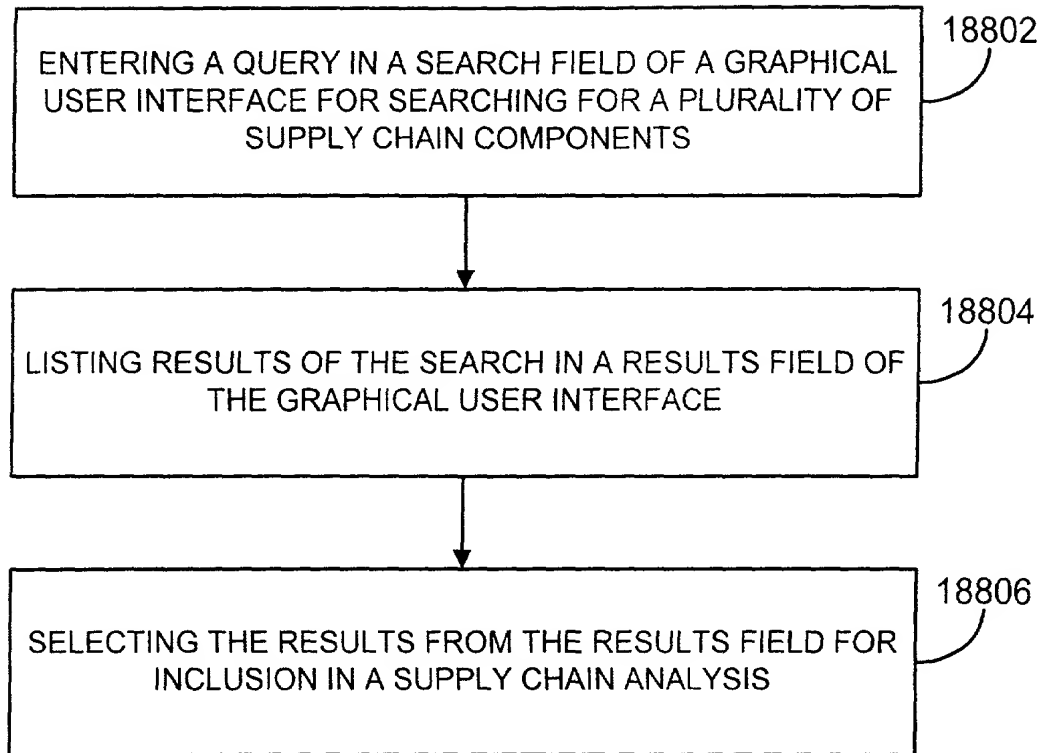 18802
ENTERING A QUERY IN A SEARCH FIELD OF A GRAPHICAL
USER INTERFACE FOR SEARCHING FOR A PLURALITY OF
SUPPLY CHAIN COMPONENTS
18804
LISTING RESULTS OF THE SEARCH IN A RESULTS FIELD OF
THE GRAPHICAL USER INTERFACE
18806
SELECTING THE RESULTS FROM THE RESULTS FIELD FOR
INCLUSION IN A SUPPLY CHAIN ANALYSIS